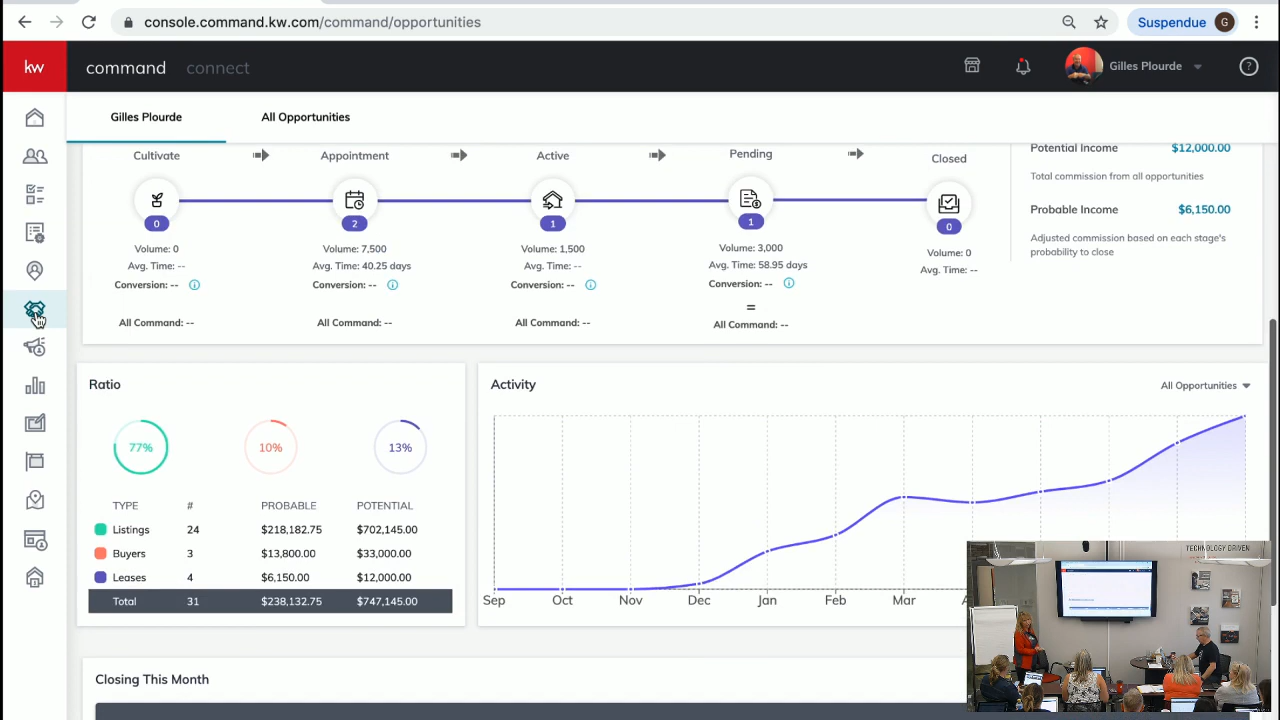 console.command.kw.com/command/opportunities
Suspendue G
kw command connect
Gilles Plourde
?
Gilles Plourde All Opportunities
Cultivate Appointment Active Pending Closed
0 2 1 1 0
Volume: 0 Volume: 7,500 Volume: 1,500 Volume: 3,000 Volume: 0
Avg. Time: -- Avg. Time: 40.25 days Avg. Time: -- Avg. Time: 58.95 days Avg. Time: --
Conversion: -- Conversion: -- Conversion: -- Conversion: --
=
All Command: -- All Command: -- All Command: -- All Command: --
Potential Income $12,000.00
Total commission from all opportunities
Probable Income $6,150.00
Adjusted commission based on each stage's
probability to close
Ratio
77% 10% 13%
TYPE # PROBABLE POTENTIAL
Listings 24 $218,182.75 $702,145.00
Buyers 3 $13,800.00 $33,000.00
Leases 4 $6,150.00 $12,000.00
Total 31 $238,132.75 $747,145.00
Activity
All Opportunities
Sep Oct Nov Dec Jan Feb Mar
TECHNOLOGY DRIVEN
Closing This Month